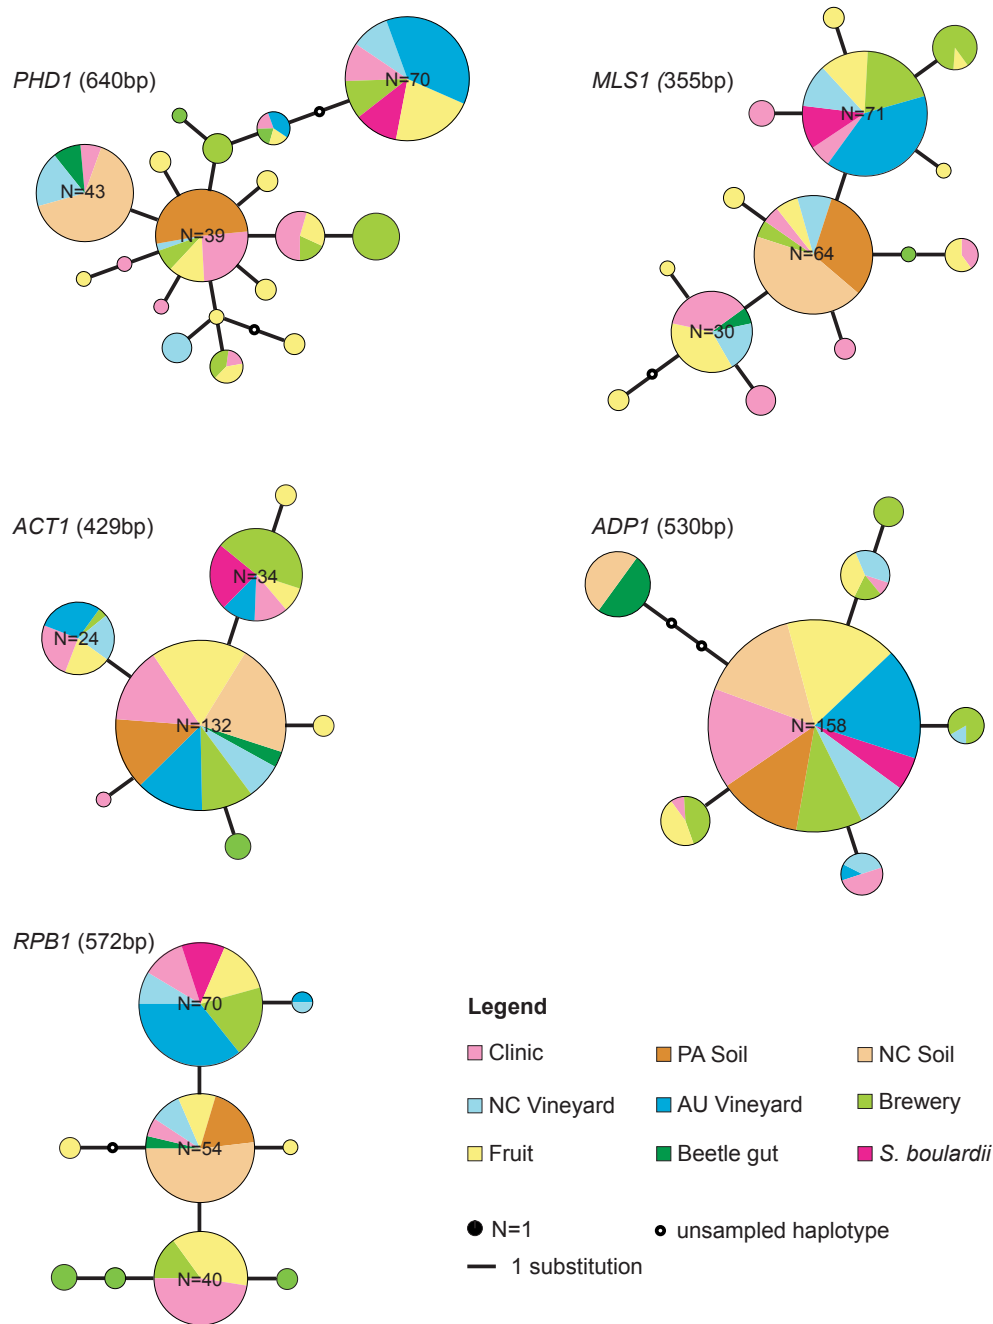 PHD1 (640bp)
N=70
N=43
N=39
MLS1 (355bp)
N=71
N=64
N=30
ACT1 (429bp)
N=34
N=24
N=132
ADP1 (530bp)
N=158
RPB1 (572bp)
N=70
N=54
N=40
Legend
Clinic
PA Soil
NC Soil
NC Vineyard
AU Vineyard
Brewery
Fruit
Beetle gut
S. boulardii
N=1
unsampled haplotype
1 substitution